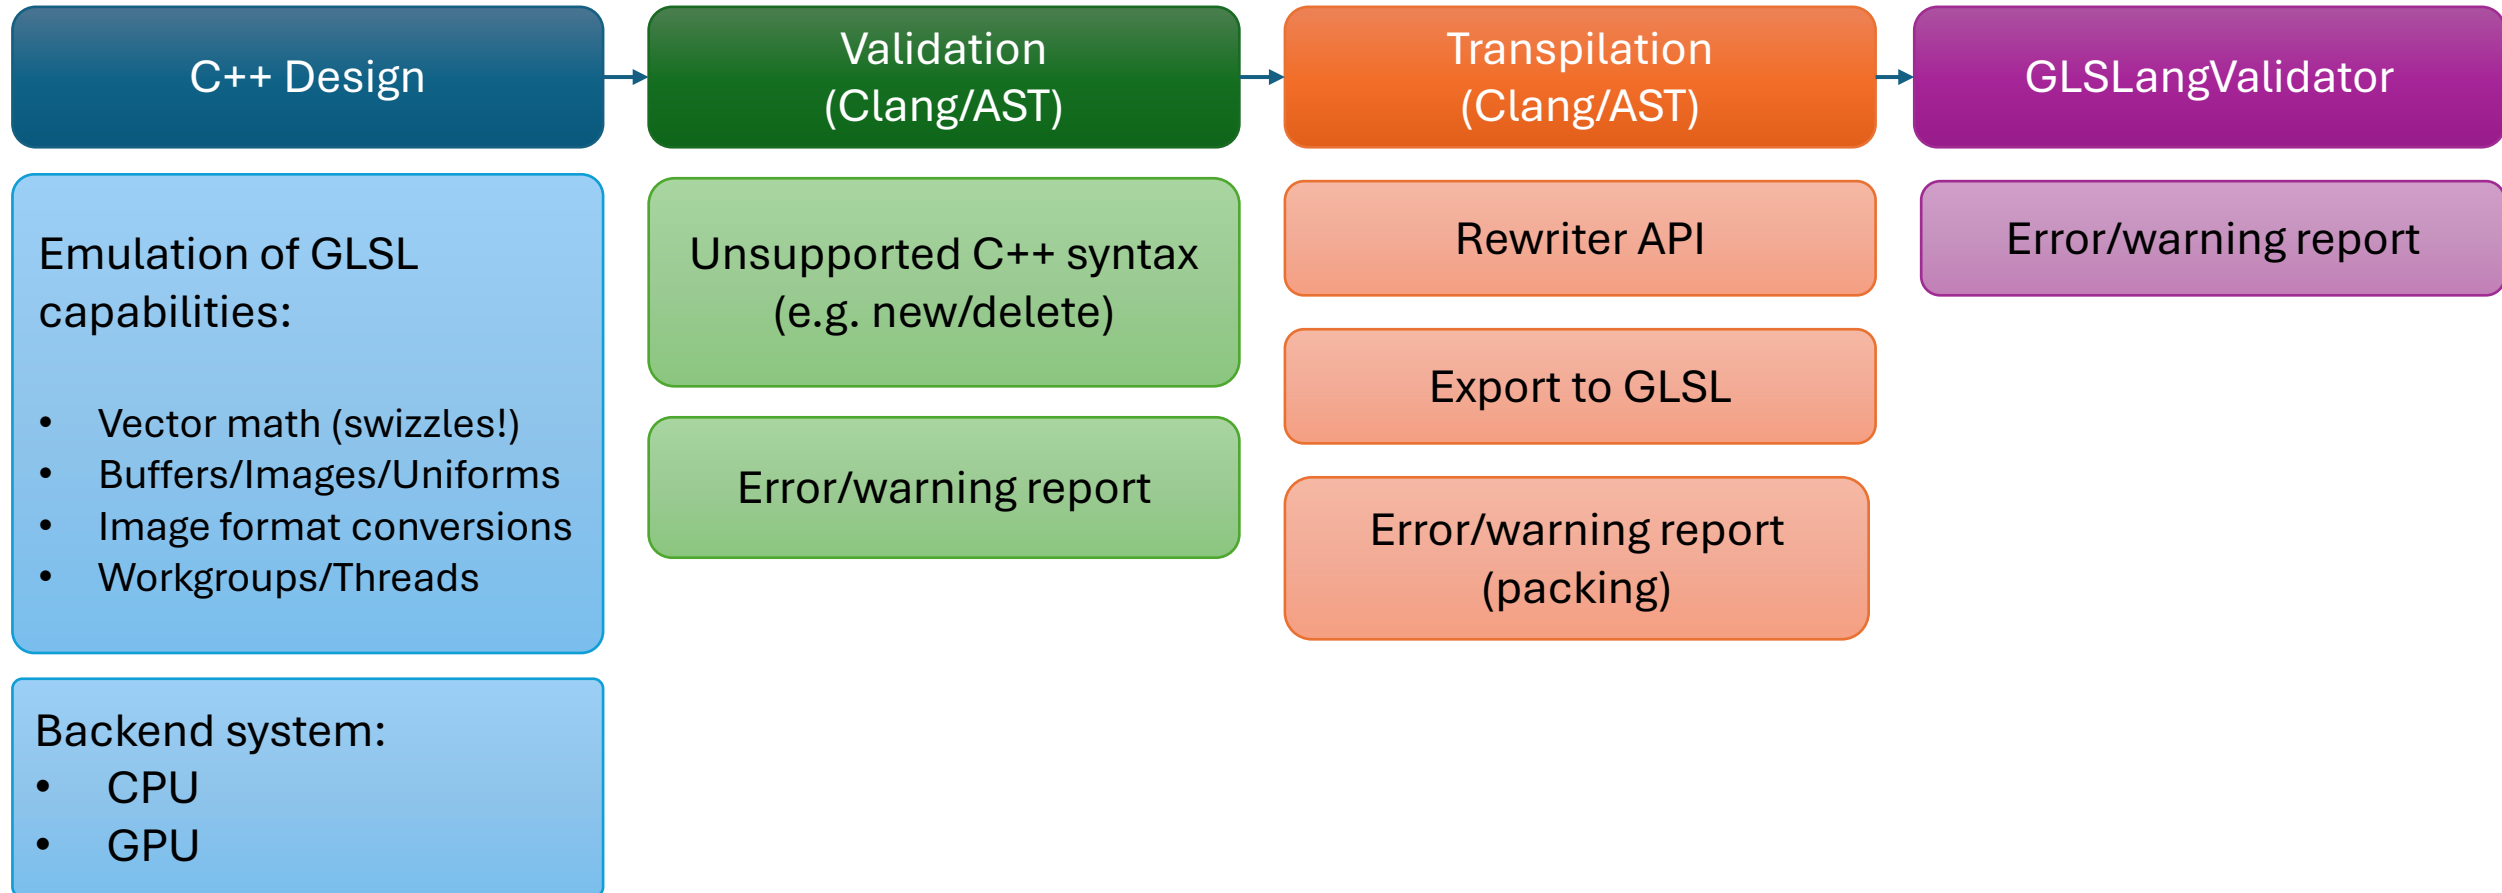 C++ Design
Validation
(Clang/AST)
Transpilation
(Clang/AST)
GLSLangValidator
Emulation of GLSL
capabilities:
• Vector math (swizzles!)
• Buffers/Images/Uniforms
• Image format conversions
• Workgroups/Threads
Backend system:
• CPU
• GPU
Unsupported C++ syntax
(e.g. new/delete)
Error/warning report
Rewriter API
Export to GLSL
Error/warning report
(packing)
Error/warning report